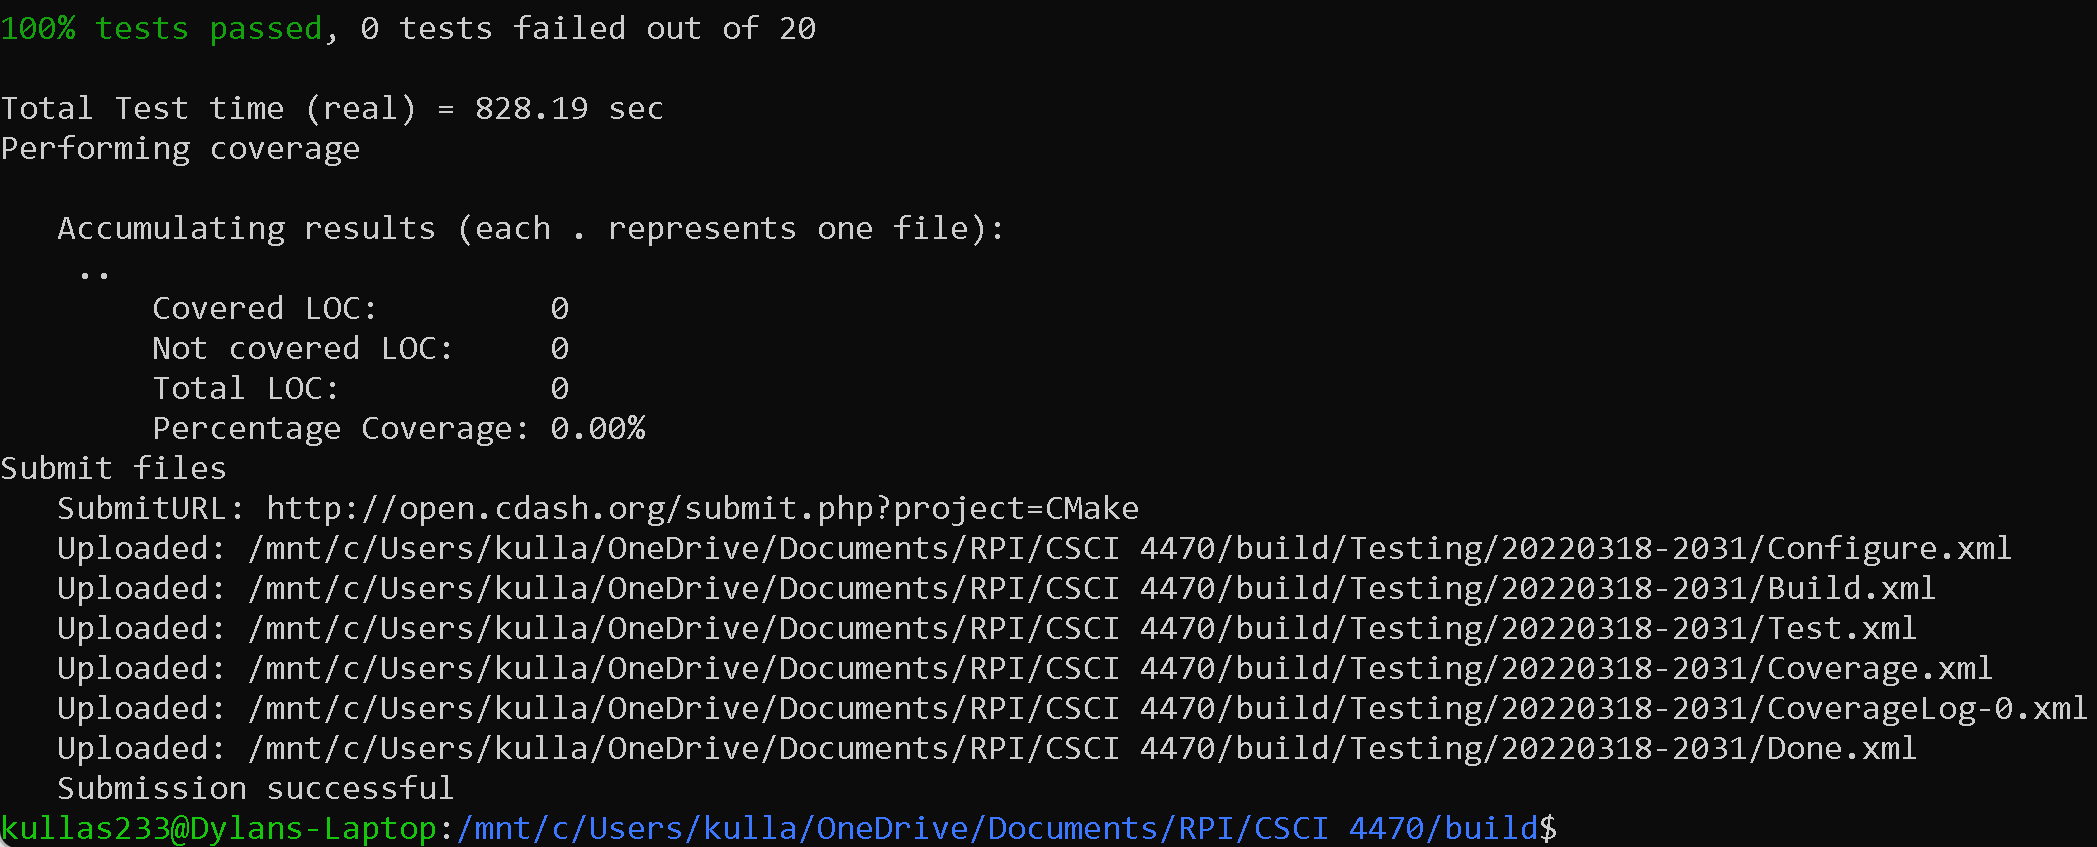 100% tests passed, 0 tests failed out of 20
Total Test time (real) = 828.19 sec
Performing coverage
Accumulating results (each . represents one file):
..
Covered LOC: 0
Not covered LOC: 0
Total LOC: 0
Percentage Coverage: 0.00%
Submit files
SubmitURL: http://open.cdash.org/submit.php?project=CMake
Uploaded: /mnt/c/Users/kulla/OneDrive/Documents/RPI/CSCI 4470/build/Testing/20220318-2031/Configure.xml
Uploaded: /mnt/c/Users/kulla/OneDrive/Documents/RPI/CSCI 4470/build/Testing/20220318-2031/Build.xml
Uploaded: /mnt/c/Users/kulla/OneDrive/Documents/RPI/CSCI 4470/build/Testing/20220318-2031/Test.xml
Uploaded: /mnt/c/Users/kulla/OneDrive/Documents/RPI/CSCI 4470/build/Testing/20220318-2031/Coverage.xml
Uploaded: /mnt/c/Users/kulla/OneDrive/Documents/RPI/CSCI 4470/build/Testing/20220318-2031/CoverageLog-0.xml
Uploaded: /mnt/c/Users/kulla/OneDrive/Documents/RPI/CSCI 4470/build/Testing/20220318-2031/Done.xml
Submission successful
kullas233@Dylans-Laptop:/mnt/c/Users/kulla/OneDrive/Documents/RPI/CSCI 4470/build$